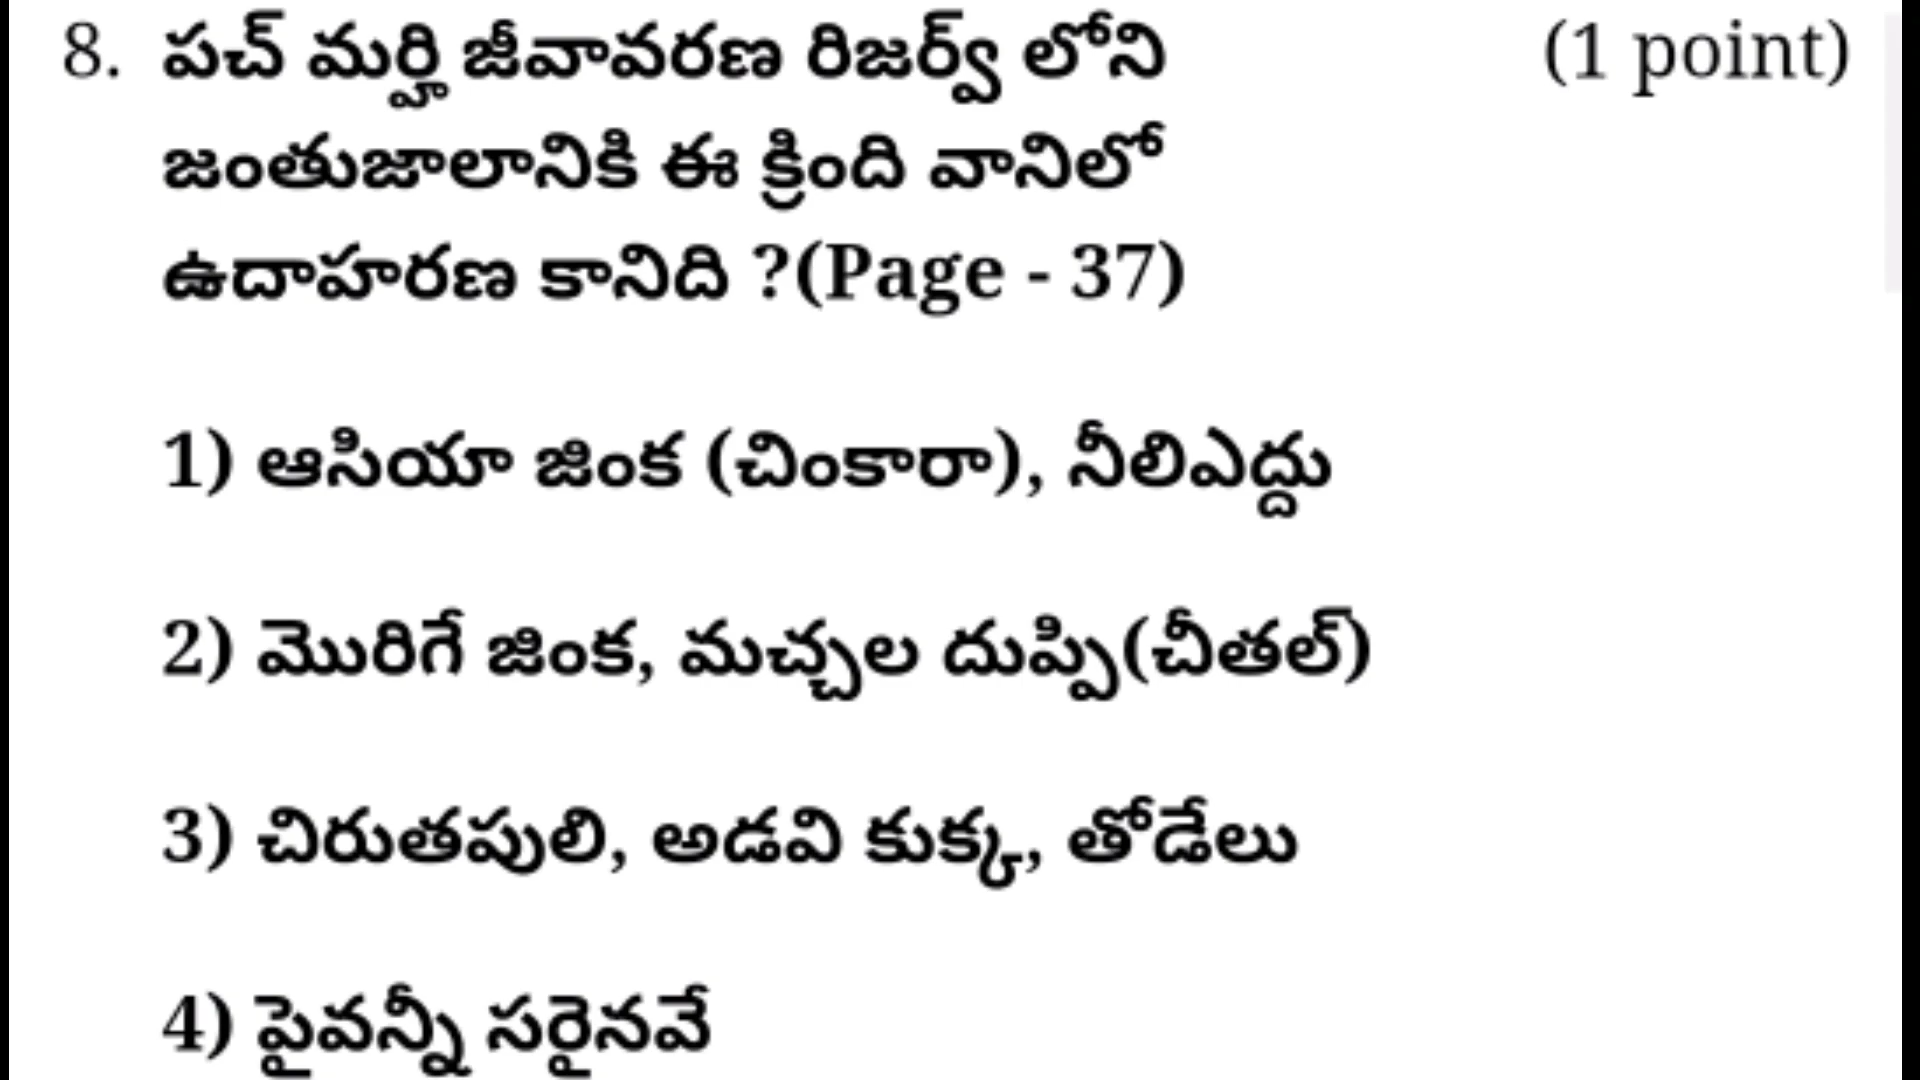 8. పచ్ మర్హి జీవావరణ రిజర్వ్ లోని (1 point)
జంతుజాలానికి ఈ క్రింది వానిలో
ఉదాహరణ కానిది ?(Page - 37)
1) ఆసియా జింక (చింకారా), నీలిఎద్దు
2) మొరిగే జింక, మచ్చల దుప్పి(చీతల్)
3) చిరుతపులి, అడవి కుక్క, తోడేలు
4) పైవన్నీ సరైనవే